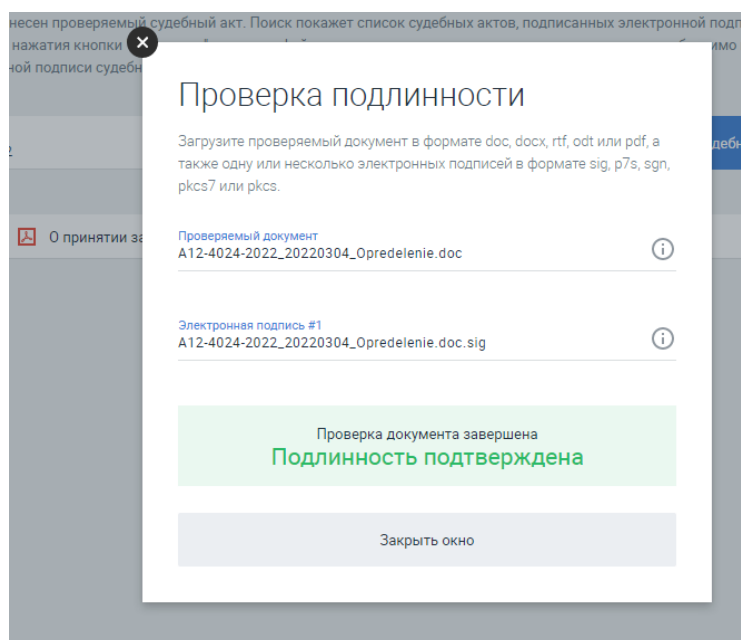 несен проверяемый судебный акт. Поиск покажет список судебных актов, подписанных электронной
нажатия кнопки
ной подписи
Проверка подлинности
Загрузите проверяемый документ в формате doc, docx, rtf, odt или pdf, а
также одну или несколько электронных подписей в формате sig, p7s, sgn,
pkcs7 или pkcs.
О принятии
Проверяемый документ
A12-4024-2022_20220304_Opredelenie.doc
Электронная подпись #1
A12-4024-2022_20220304_Opredelenie.doc.sig
Проверка документа завершена
Подлинность подтверждена
Закрыть окно